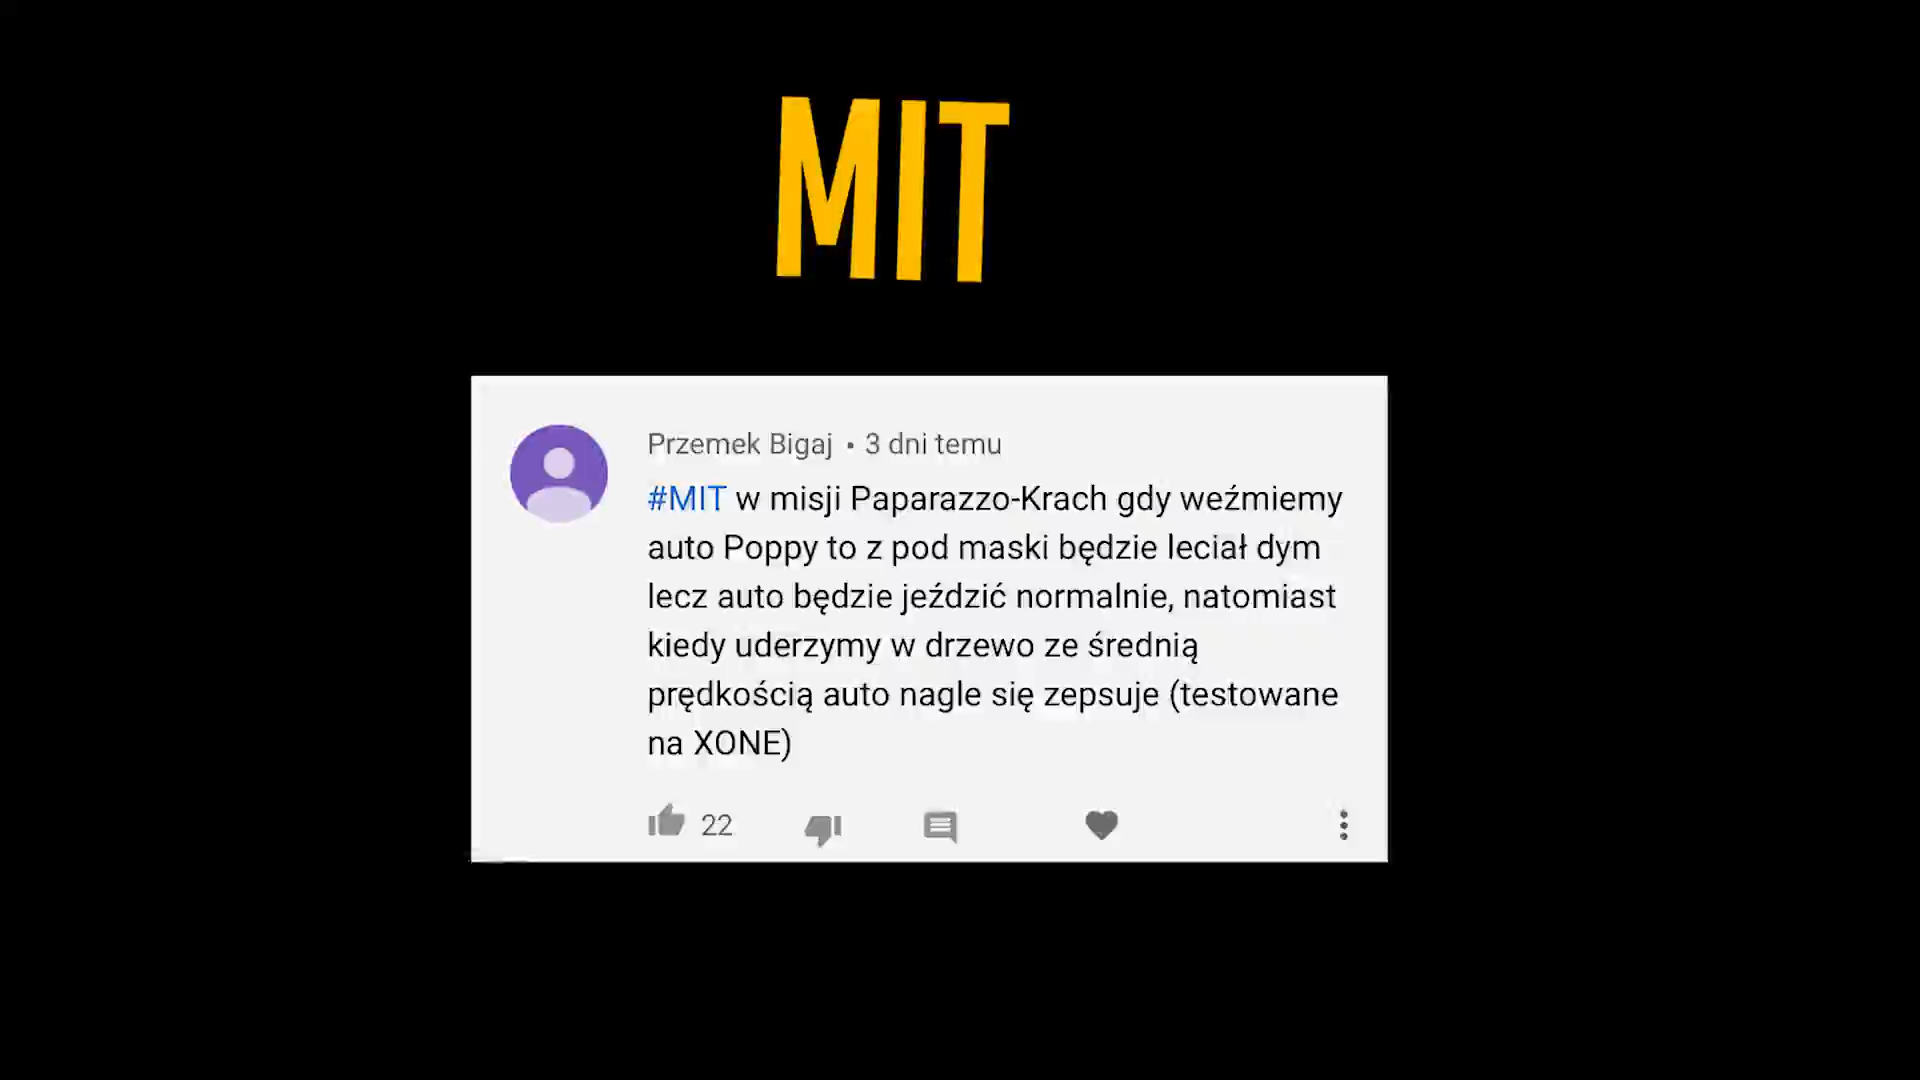 MIT
Przemek Bigaj • 3 dni temu
#MIT w misji Paparazzo-Krach gdy weźmiemy
auto Poppy to z pod maski będzie leciał dym
lecz auto będzie jeździć normalnie, natomiast
kiedy uderzymy w drzewo ze średnią
prędkością auto nagle się zepsuje (testowane
na XONE)
22